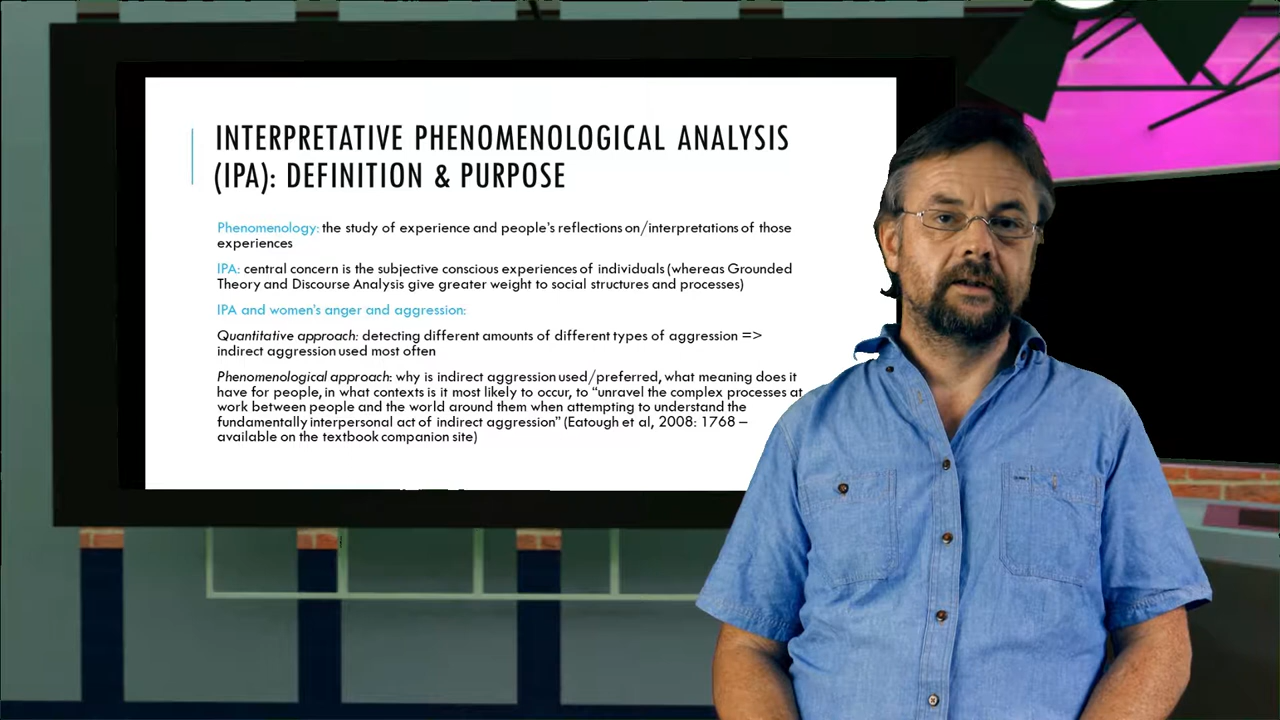 INTERPRETATIVE PHENOMENOLOGICAL ANALYSIS
(IPA): DEFINITION & PURPOSE
Phenomenology: the study of experience and people's reflections on/interpretations of those
experiences
IPA: central concern is the subjective conscious experiences of individuals (whereas Grounded
Theory and Discourse Analysis give greater weight to social structures and processes)
IPA and women's anger and aggression:
Quantitative approach: detecting different amounts of different types of aggression =>
indirect aggression used most often
Phenomenological approach: why is indirect aggression used/preferred, what meaning does it
have for people, in what contexts is it most likely to occur, to “unravel the complex processes at
work between people and the world around them when attempting to understand the
fundamentally interpersonal act of indirect aggression” (Eatough et al, 2008: 1768 –
available on the textbook companion site)